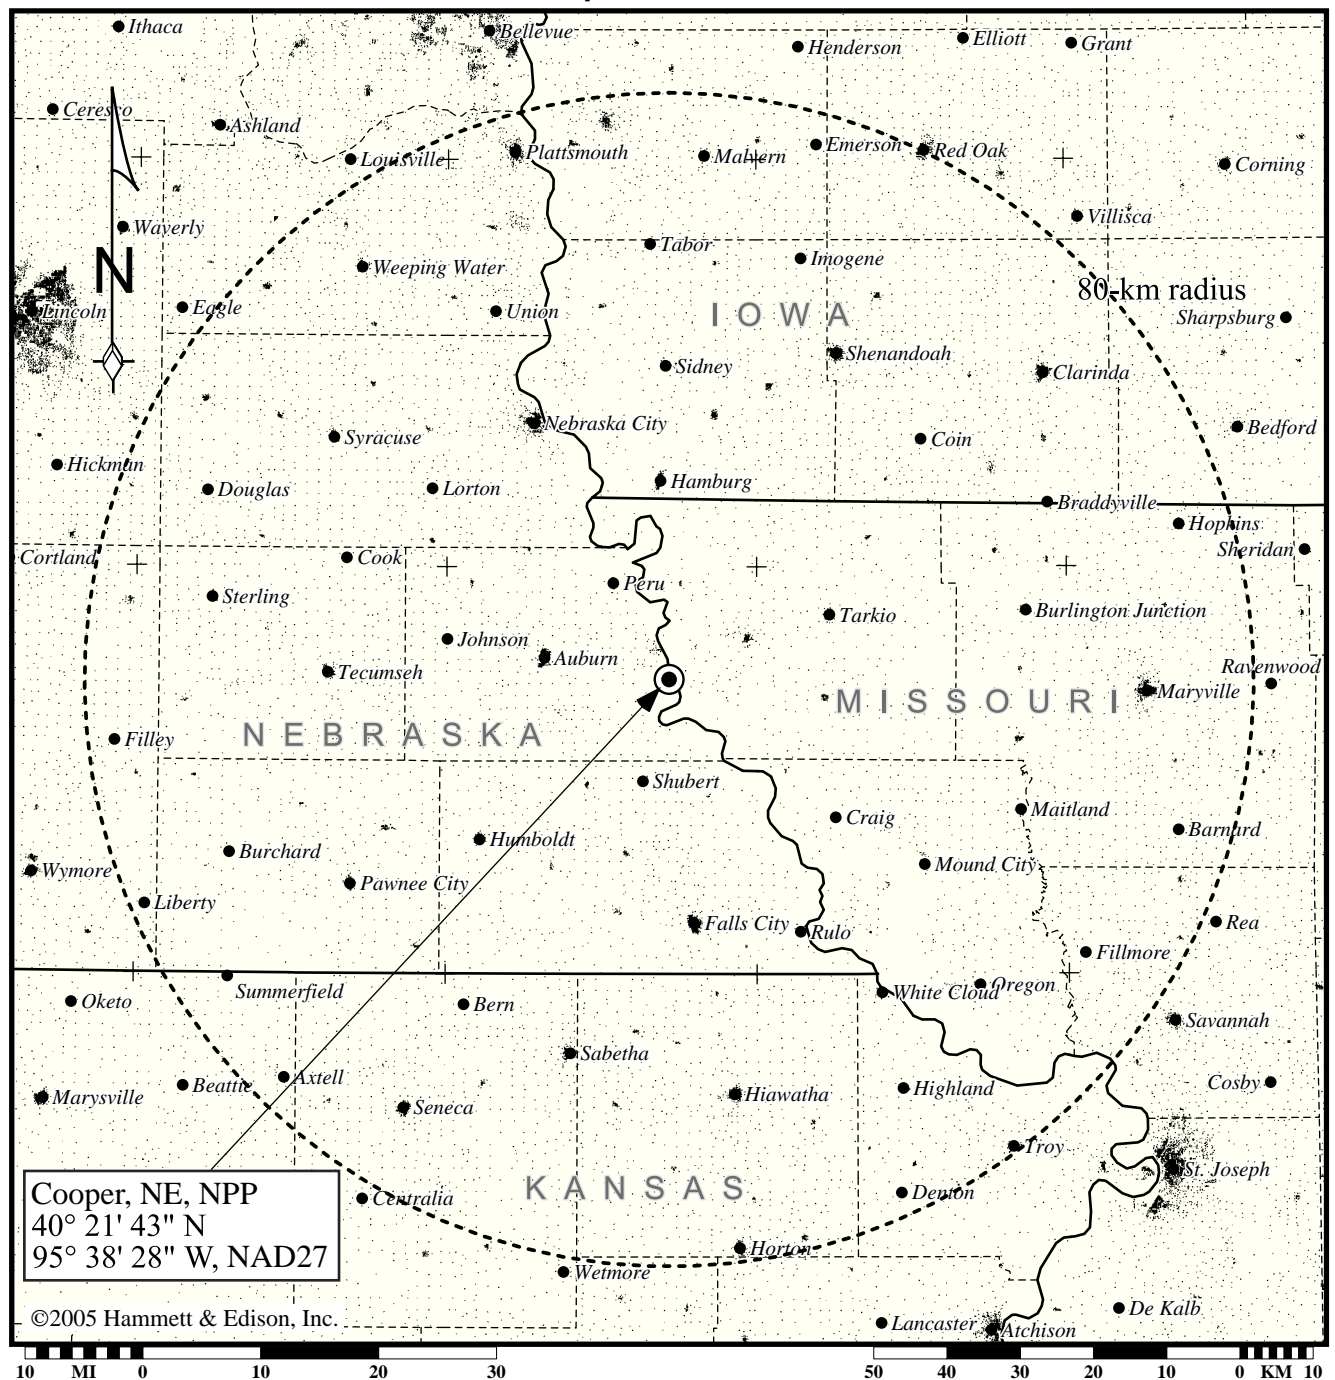 Ithaca
Bellevue
Henderson
Elliott
Grant
Ceresco
Ashland
Louisville
Plattsmouth
Malvern
Emerson
Red Oak
Corning
Waverly
Villisca
Tabor
Imogene
Weeping Water
N
80-km radius
Lincoln
Eagle
Union
IOWA
Sharpsburg
Sidney
Shenandoah
Clarinda
Nebraska City
Syracuse
Coin
Bedford
Hickman
Douglas
Lorton
Hamburg
Braddyville
Hopkins
Sheridan
Cortland
Cook
Peru
Sterling
Tarkio
Burlington Junction
Johnson
Auburn
Tecumseh
Ravenwood
Maryville
MISSOURI
Filley
NEBRASKA
Shubert
Craig
Maitland
Barnard
Humboldt
Burchard
Mound City
Wymore
Pawnee City
Liberty
Falls City
Rulo
Rea
Fillmore
Summerfield
White Cloud
Oregon
Oketo
Bern
Savannah
Sabetha
Axtell
Beattie
Highland
Cosby
Marysville
Hiawatha
Seneca
Troy
St. Joseph
KANSAS
Denton
Centralia
Cooper, NE, NPP
40° 21' 43" N
95° 38' 28" W, NAD27
Horton
Wetmore
De Kalb
©2005 Hammett & Edison, Inc.
Lancaster
Atchison
10 MI 0 10 20 30 50 40 30 20 10 0 KM 10